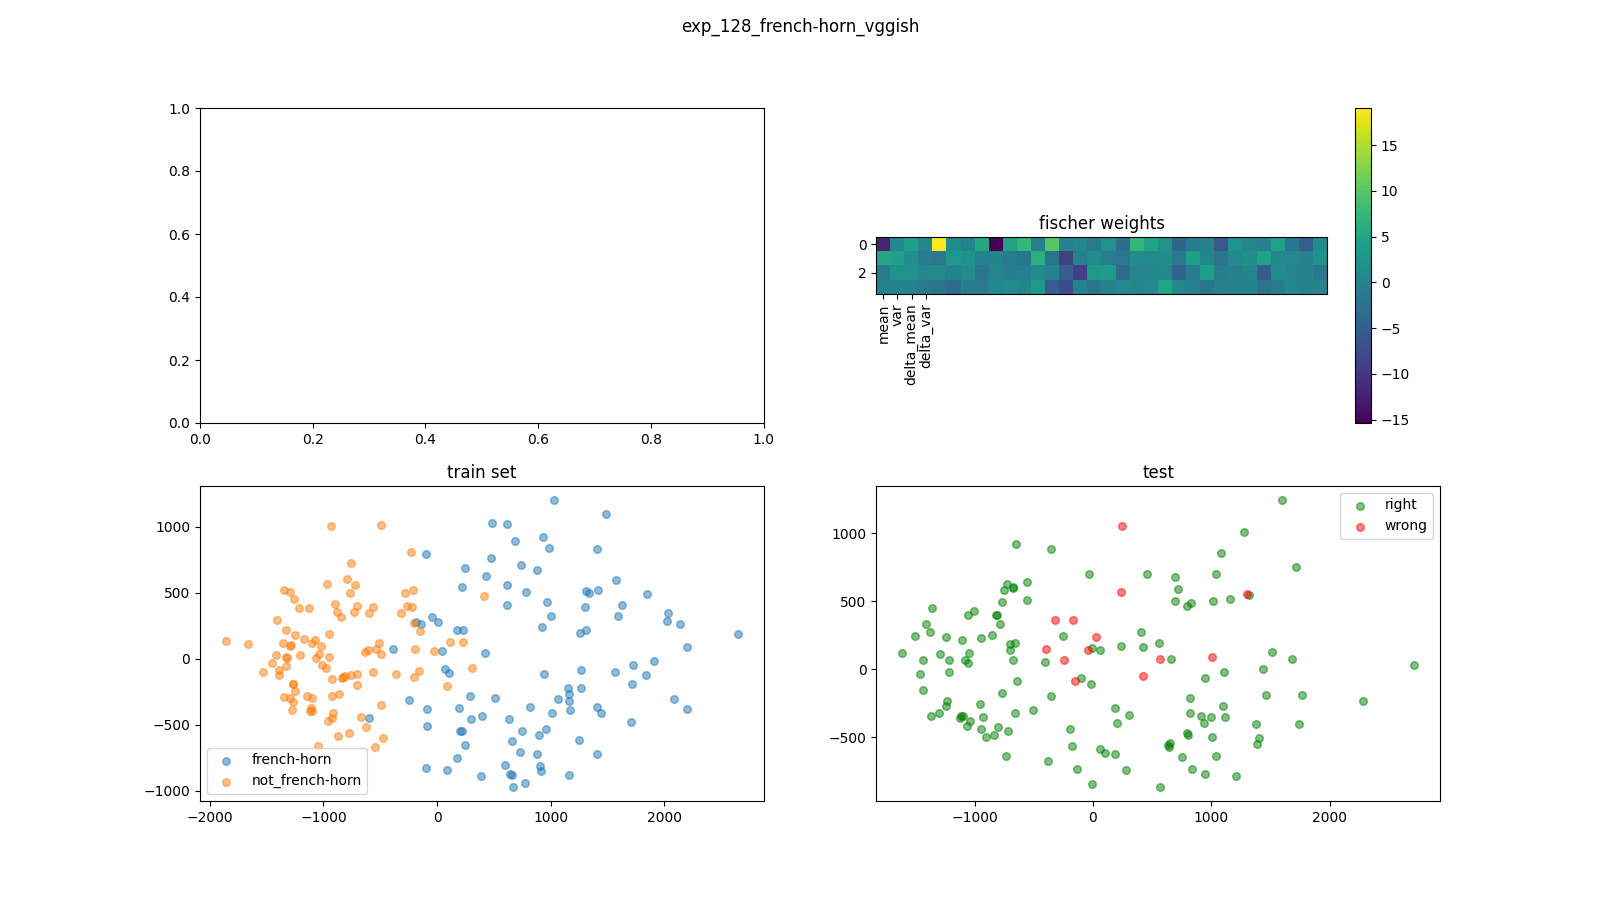 exp_128_french-horn_vggish
1.0
0.8
0.6
0.4
0.2
0.0
0.0 0.2 0.4 0.6 0.8 1.0
fischer weights
0
2
mean
var
delta_mean
delta_var
15
10
5
0
−5
−10
−15
train set
1000
500
0
−500
−1000
french-horn
not_french-horn
−2000 −1000 0 1000 2000
test
1000
500
0
−500
right
wrong
−1000 0 1000 2000